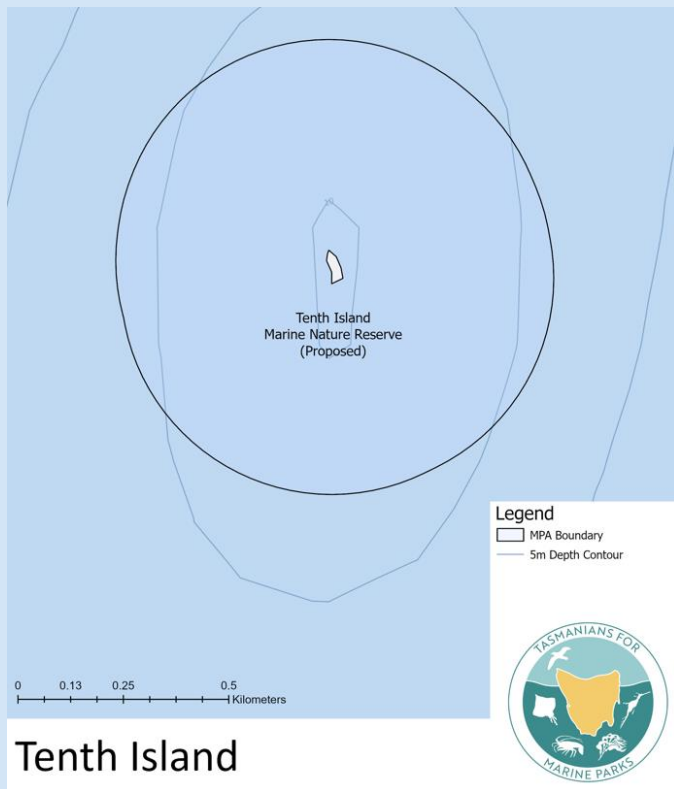 Tenth Island
Marine Nature Reserve
(Proposed)
Legend
MPA Boundary
5m Depth Contour
0 0.13 0.25 0.5
Kilometers
TASMANIANS FOR
MARINE PARKS
Tenth Island